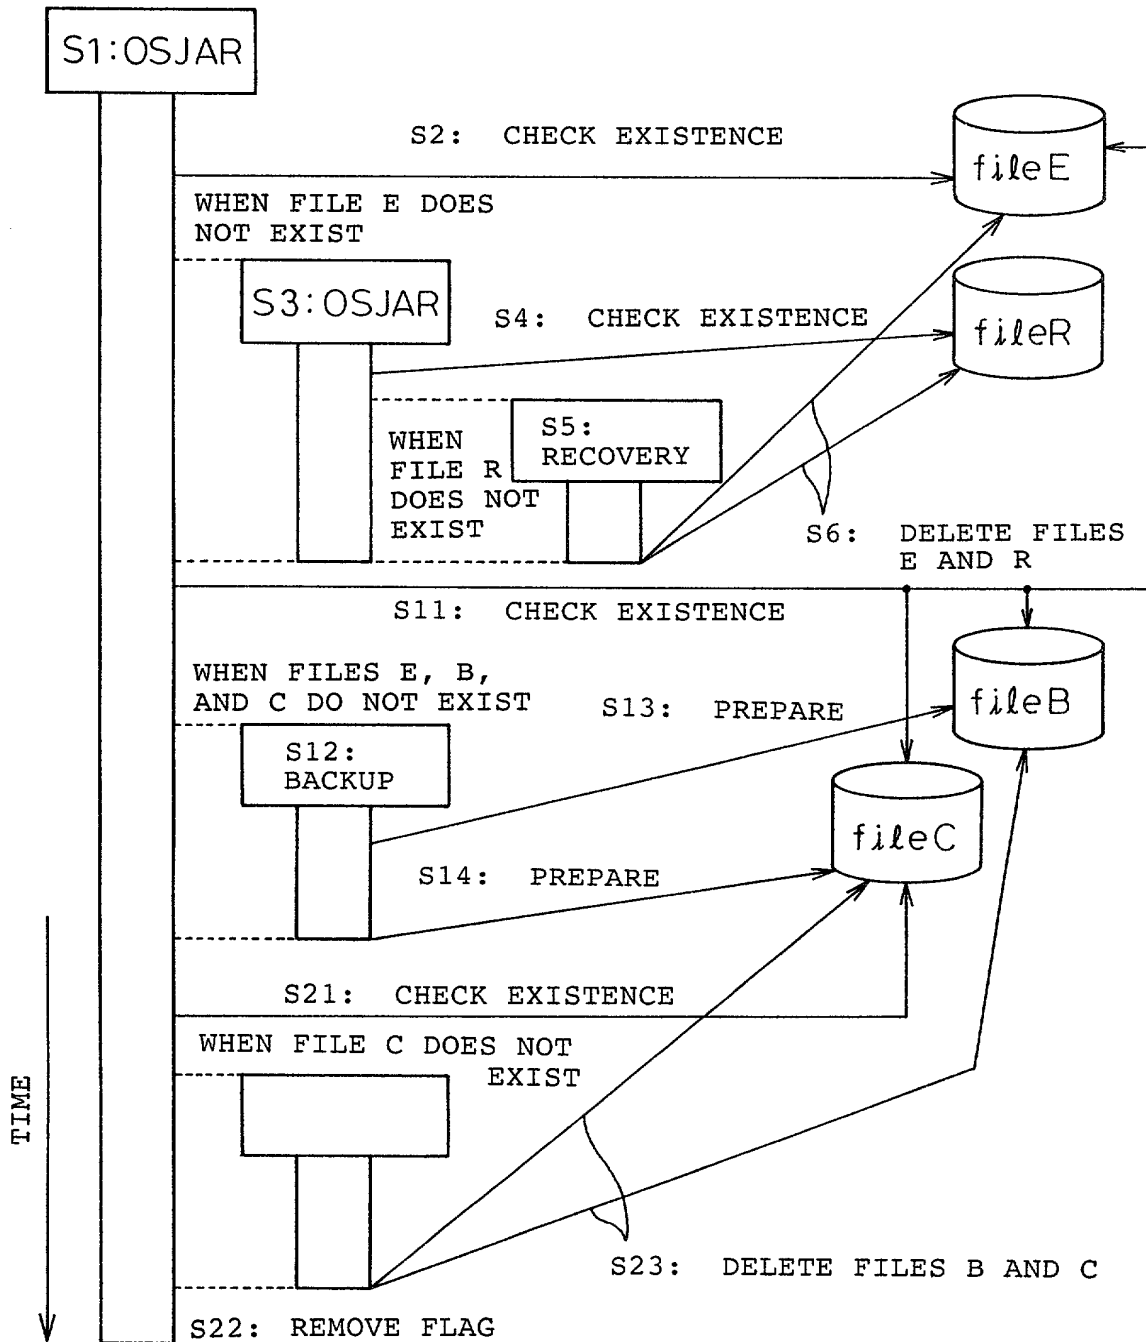 S1:OSJAR
S2: CHECK EXISTENCE
fileE
WHEN FILE E DOES
NOT EXIST
S3:OSJAR
S4: CHECK EXISTENCE
fileR
WHEN
FILE R
DOES NOT
EXIST
S5:
RECOVERY
S6: DELETE FILES
E AND R
S11: CHECK EXISTENCE
WHEN FILES E, B,
AND C DO NOT EXIST
S13: PREPARE
fileB
S12:
BACKUP
fileC
S14: PREPARE
S21: CHECK EXISTENCE
WHEN FILE C DOES NOT
EXIST
TIME
S23: DELETE FILES B AND C
S22: REMOVE FLAG